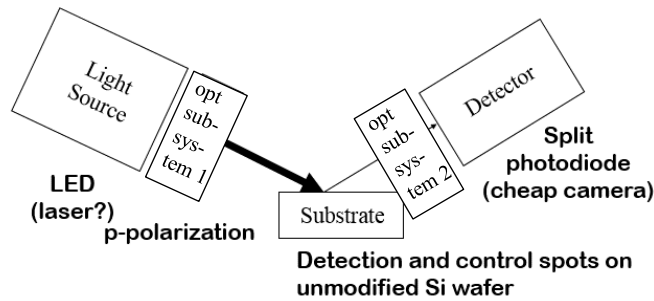 Light
Source
opt
sub-
sys-
tem 1
LED
(laser?)
p-polarization
Substrate
opt
sub-
sys-
tem 2
Detector
Split
photodiode
(cheap camera)
Detection and control spots on
unmodified Si wafer